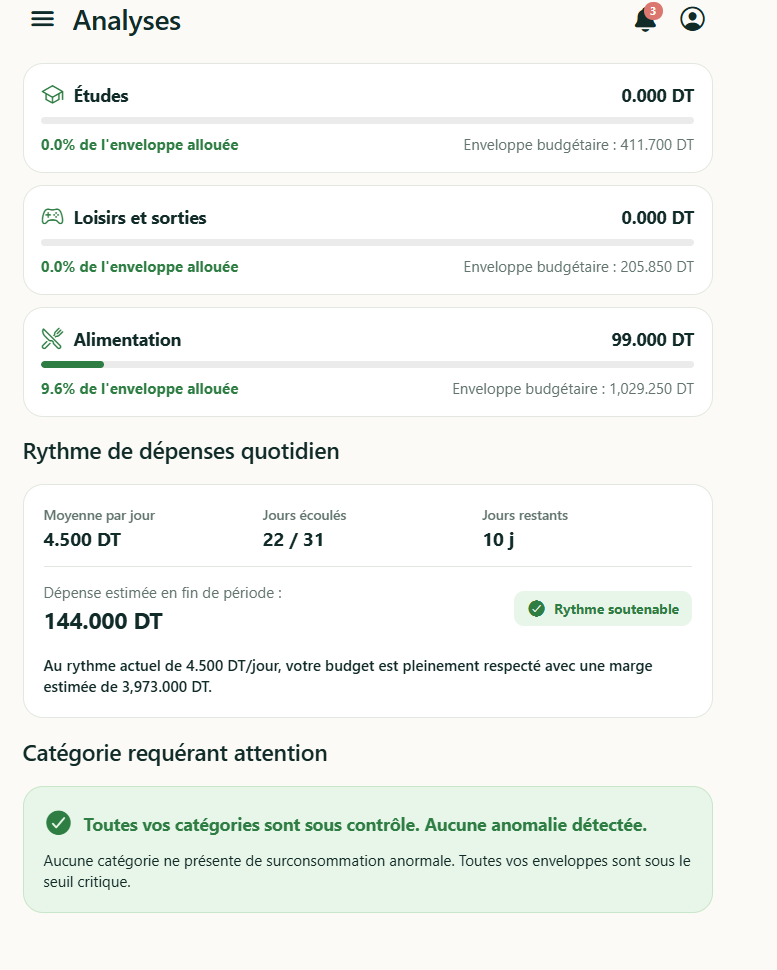 Analyses
3
Études
0.000 DT
0.0% de l'enveloppe allouée
Enveloppe budgétaire : 411.700 DT
Loisirs et sorties
0.000 DT
0.0% de l'enveloppe allouée
Enveloppe budgétaire : 205.850 DT
Alimentation
99.000 DT
9.6% de l'enveloppe allouée
Enveloppe budgétaire : 1,029.250 DT
Rythme de dépenses quotidien
Moyenne par jour
4.500 DT
Jours écoulés
22 / 31
Jours restants
10 j
Dépense estimée en fin de période :
144.000 DT
Rythme soutenable
Au rythme actuel de 4.500 DT/jour, votre budget est pleinement respecté avec une marge
estimée de 3,973.000 DT.
Catégorie requérant attention
Toutes vos catégories sont sous contrôle. Aucune anomalie détectée.
Aucune catégorie ne présente de surconsommation anormale. Toutes vos enveloppes sont sous le
seuil critique.